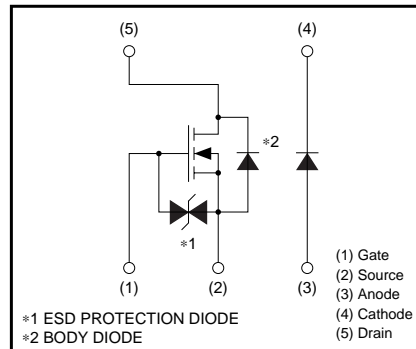 (5) (4)
∗2
∗1
(1) (2) (3)
(1) Gate
(2) Source
(3) Anode
(4) Cathode
(5) Drain
∗1 ESD PROTECTION DIODE
∗2 BODY DIODE